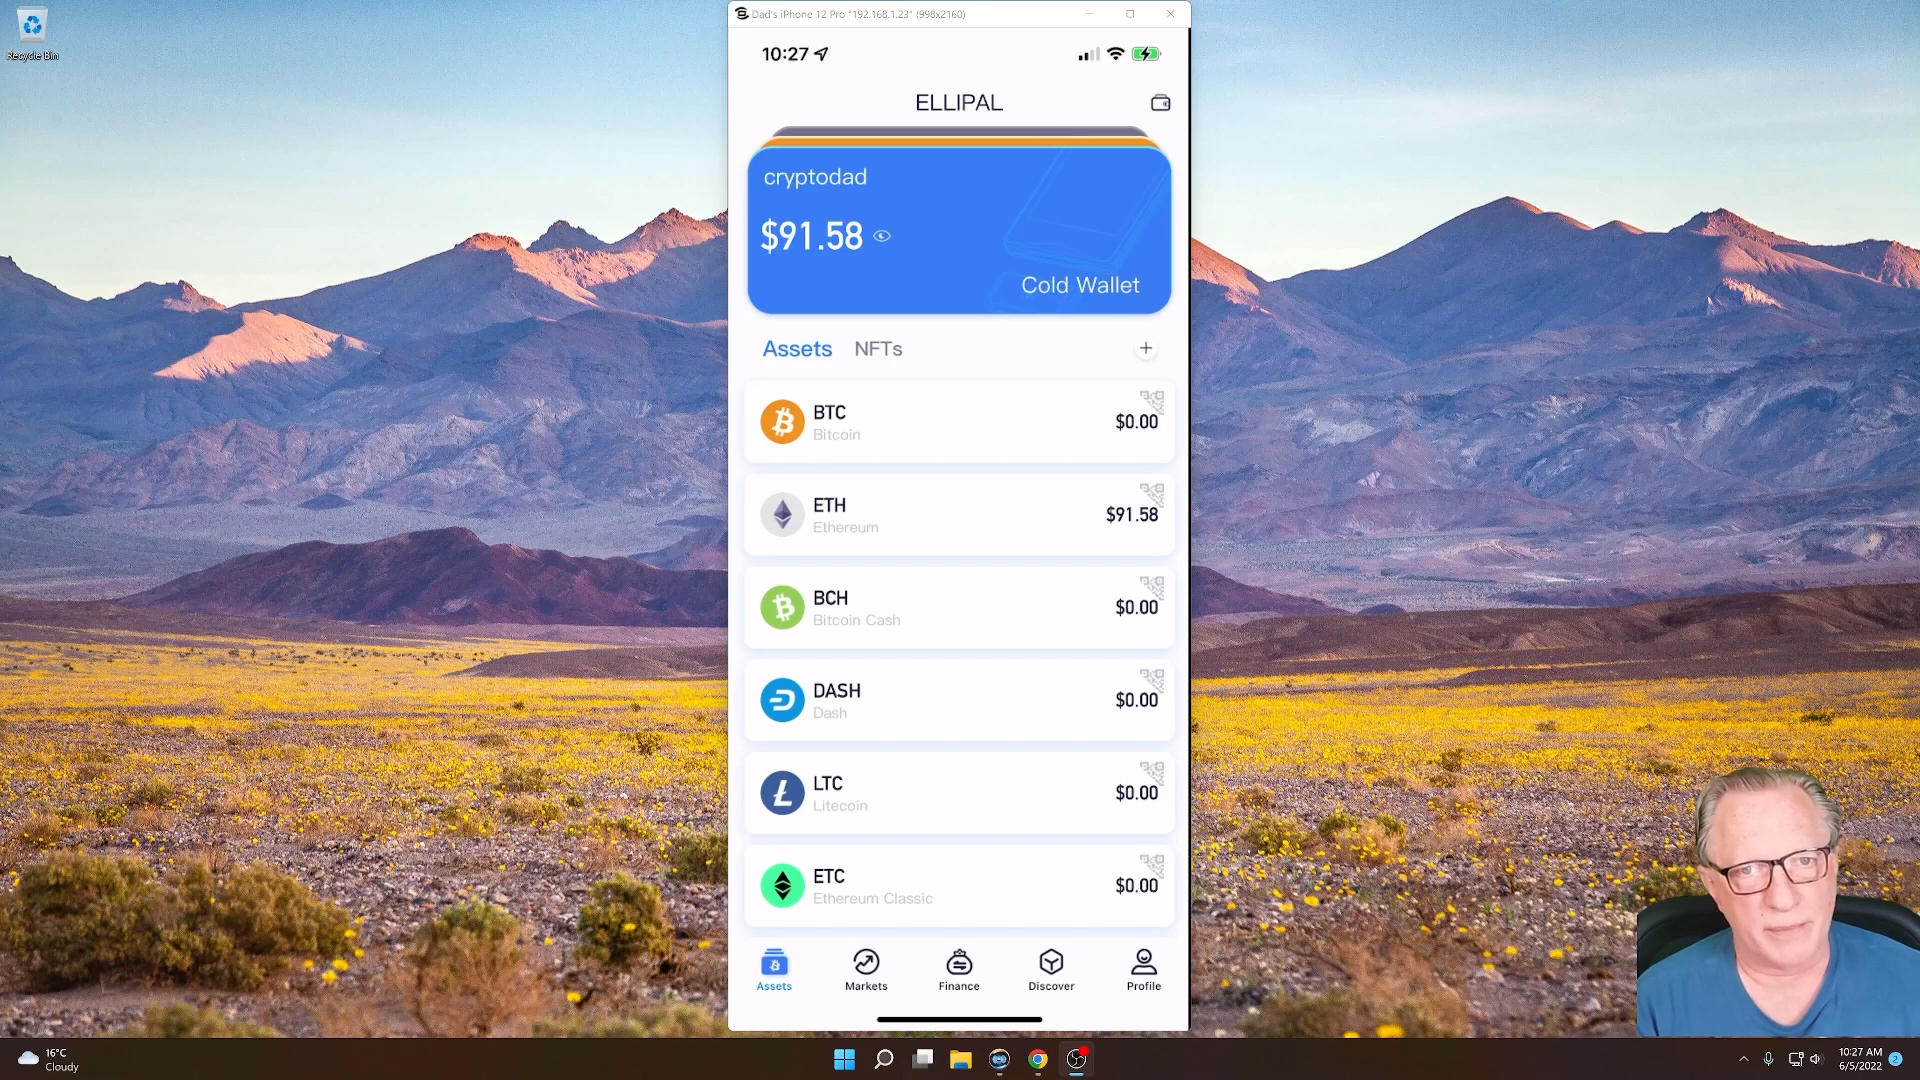 Recycle Bin
Dad's iPhone 12 Pro "192.168.1.23" (998x2160)
10:27
ELLIPAL
cryptodad
$91.58
Cold Wallet
Assets NFTs
BTC
Bitcoin
$0.00
ETH
Ethereum
$91.58
BCH
Bitcoin Cash
$0.00
DASH
Dash
$0.00
LTC
Litecoin
$0.00
ETC
Ethereum Classic
$0.00
Assets Markets Finance Discover Profile
16°C
Cloudy
10:27 AM
6/5/2022
2